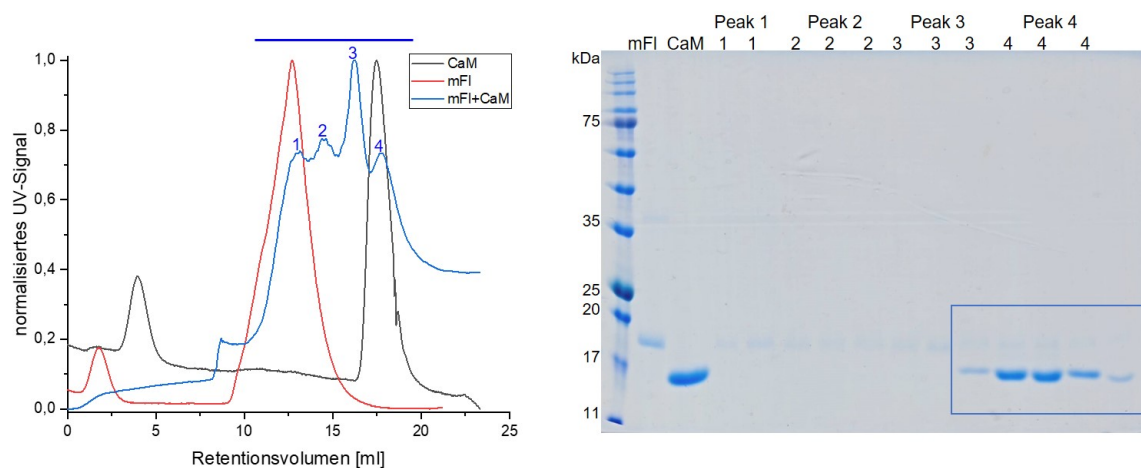 normalisiertes UV-Signal
1,0
0,8
0,6
0,4
0,2
0,0
0 5 10 15 20 25
Retentionsvolumen [ml]
1 2 3 4
CaM
mFl
mFl+CaM
Peak 1 Peak 2 Peak 3 Peak 4
mFl CaM 1 1 2 2 2 3 3 3 4 4 4
kDa
75
35
25
20
17
11